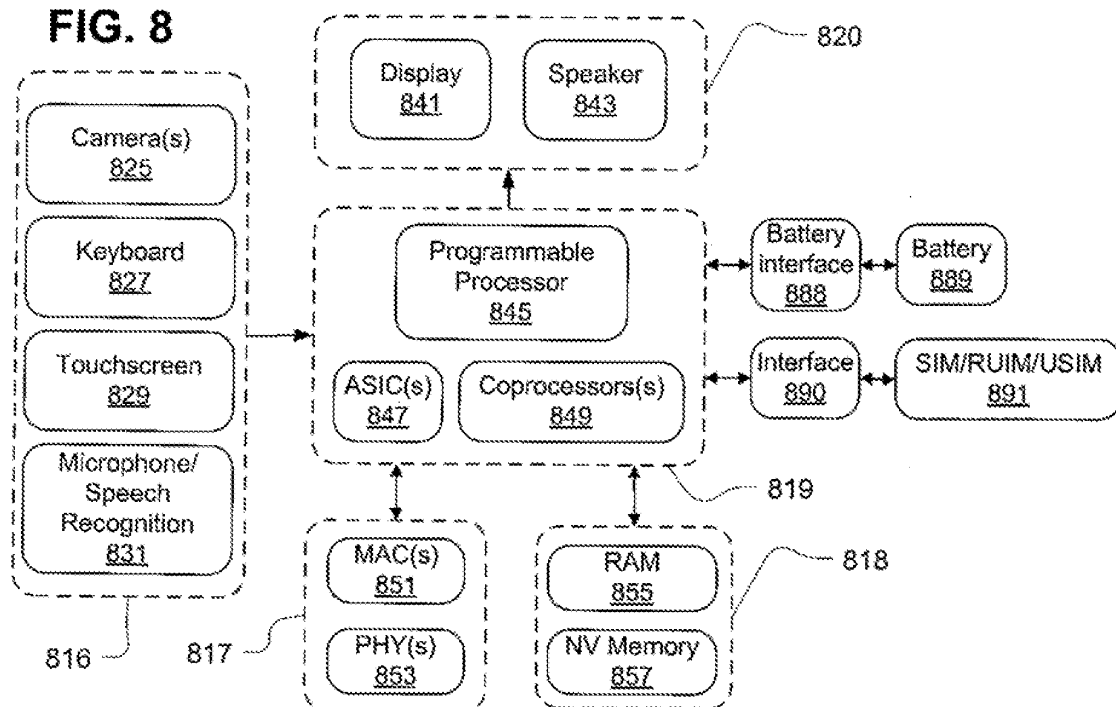 FIG. 8
820
Display
841
Speaker
843
Camera(s)
825
Keyboard
827
Touchscreen
829
Microphone/
Speech
Recognition
831
816
Programmable
Processor
845
ASIC(s)
847
Coprocessors(s)
849
819
Battery
interface
888
Battery
889
Interface
890
SIM/RUIM/USIM
891
MAC(s)
851
PHY(s)
853
817
RAM
855
NV Memory
857
818